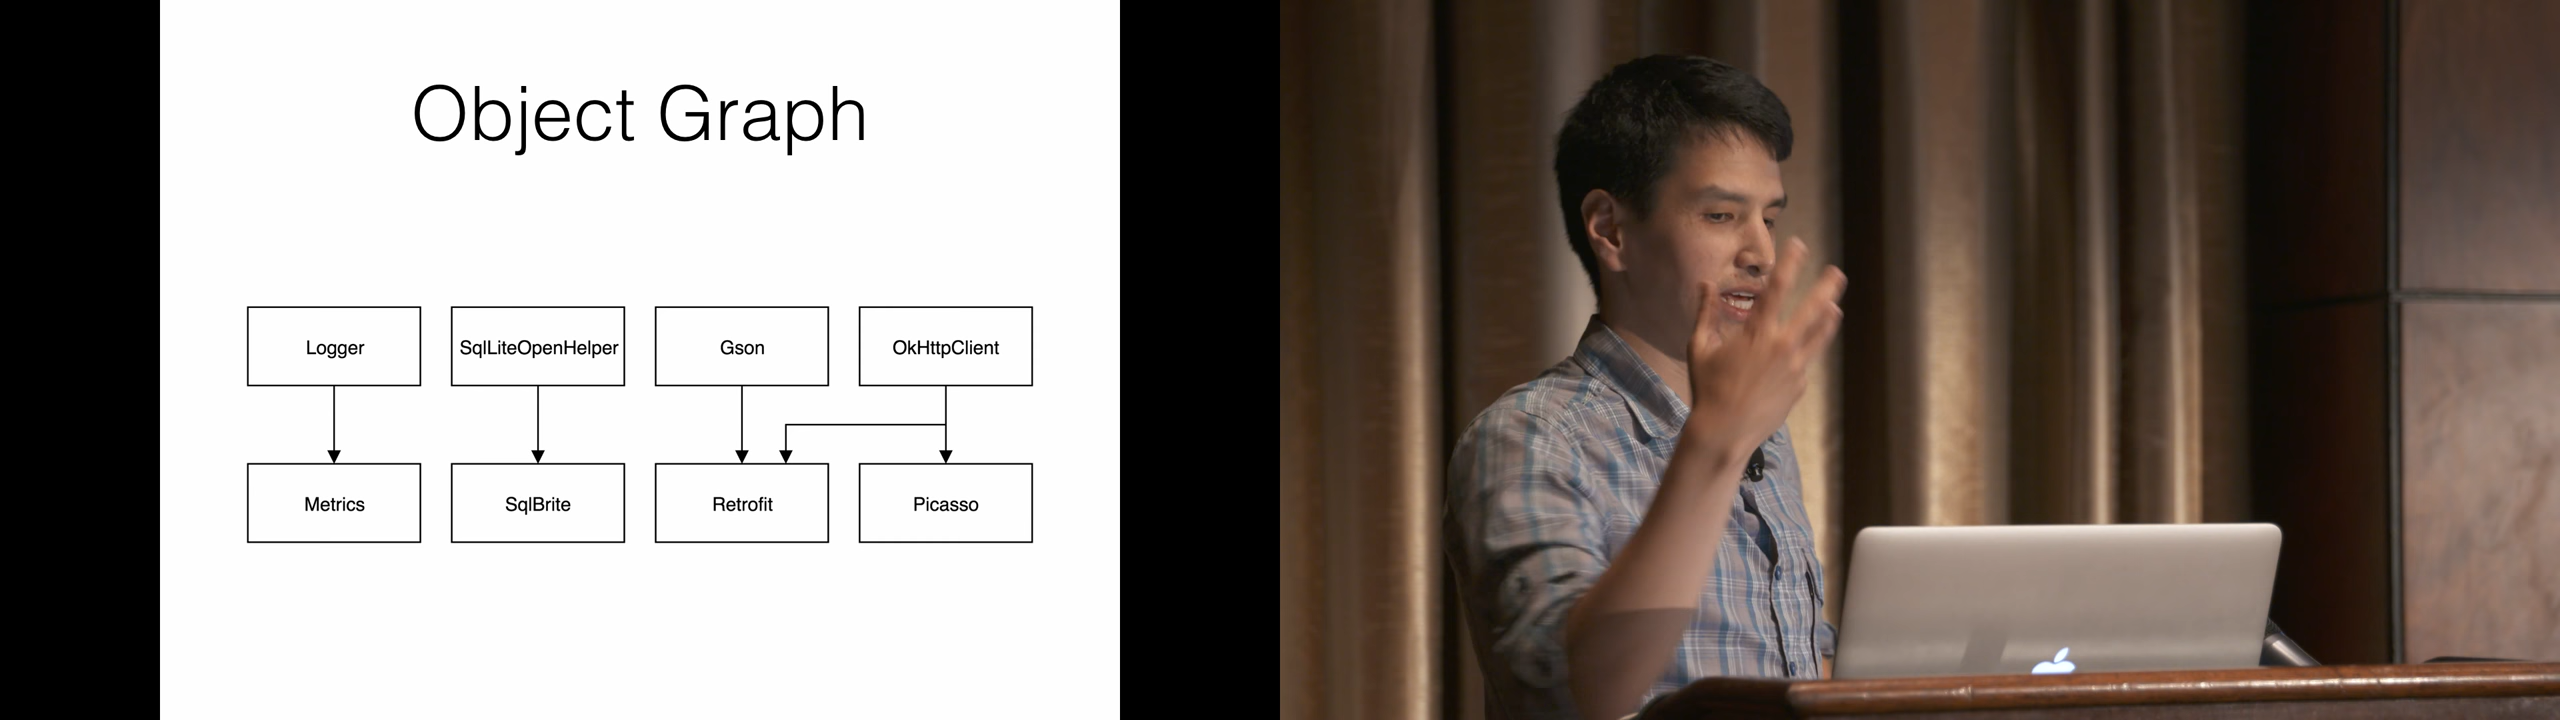 Object Graph
Logger
SqlLiteOpenHelper
Gson
OkHttpClient
Metrics
SqlBrite
Retrofit
Picasso